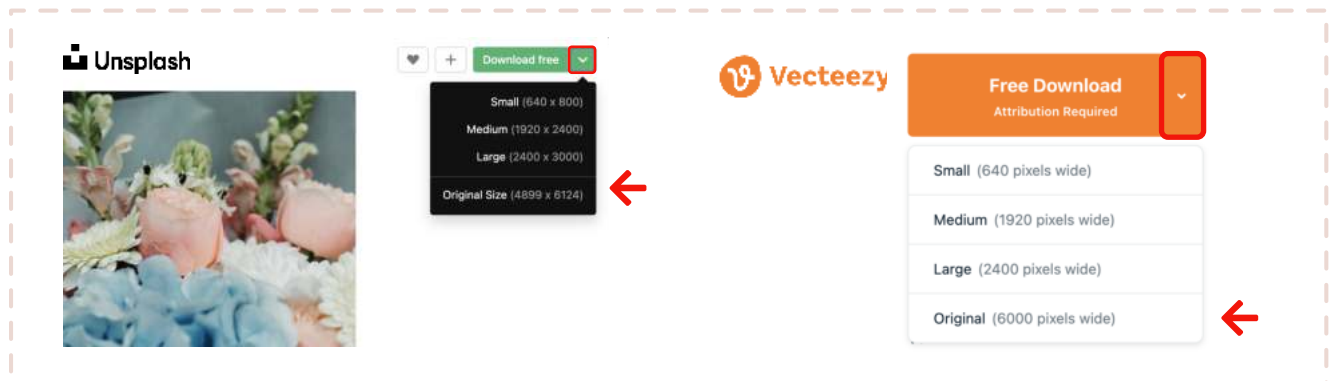 Unsplash
Download free
Small (640 x 800)
Medium (1920 x 2400)
Large (2400 x 3000)
Original Size (4899 x 6124)
Vecteezy
Free Download
Attribution Required
Small (640 pixels wide)
Medium (1920 pixels wide)
Large (2400 pixels wide)
Original (6000 pixels wide)